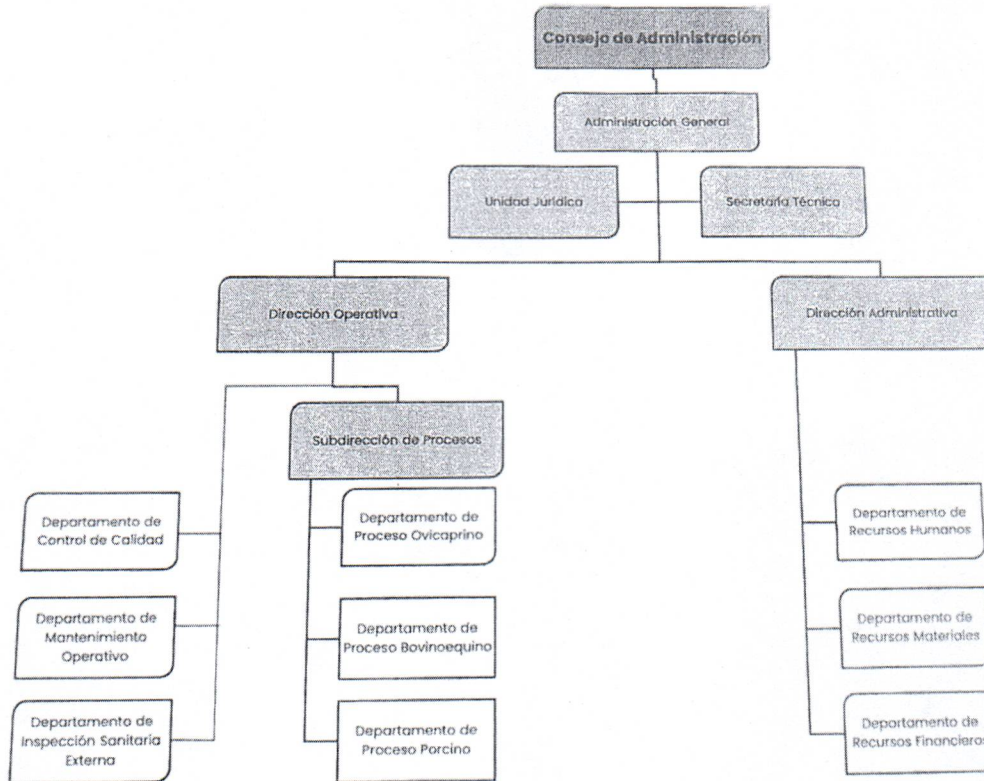 Consejo de Administración
Administración General
Unidad Jurídica
Secretaría Técnica
Dirección Operativa
Dirección Administrativa
Subdirección de Procesos
Departamento de
Control de Calidad
Departamento de
Mantenimiento
Operativo
Departamento de
Inspección Sanitaria
Externa
Departamento de
Proceso Ovicaprino
Departamento de
Proceso Bovinoequino
Departamento de
Proceso Porcino
Departamento de
Recursos Humanos
Departamento de
Recursos Materiales
Departamento de
Recursos Financieros